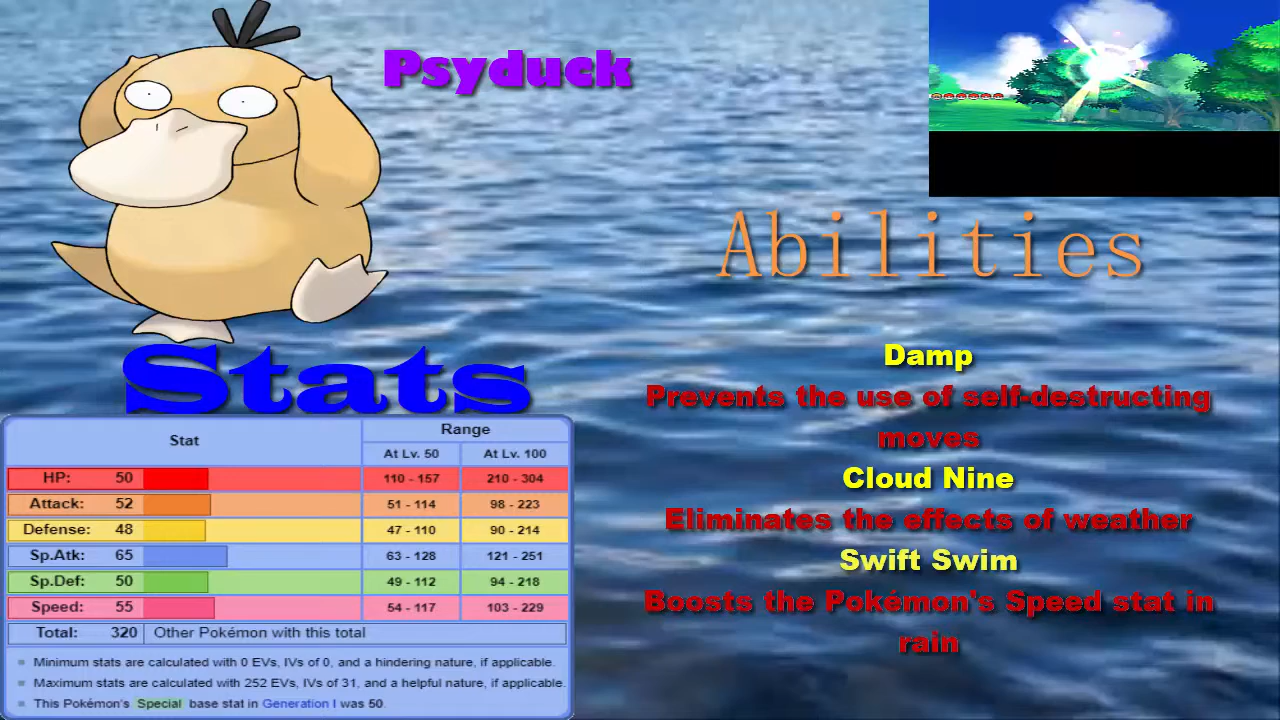 Psyduck
Abilities
Damp
Prevents the use of self-destructing
moves
Cloud Nine
Eliminates the effects of weather
Swift Swim
Boosts the Pokémon's Speed stat in
rain
Stats
Stat Range
At Lv. 50 At Lv. 100
HP: 50 110 - 157 210 - 304
Attack: 52 51 - 114 98 - 223
Defense: 48 47 - 110 90 - 214
Sp.Atk: 65 63 - 128 121 - 251
Sp.Def: 50 49 - 112 94 - 218
Speed: 55 54 - 117 103 - 229
Total: 320 Other Pokémon with this total
Minimum stats are calculated with 0 EVs, IVs of 0, and a hindering nature, if applicable.
Maximum stats are calculated with 252 EVs, IVs of 31, and a helpful nature, if applicable.
This Pokémon's Special base stat in Generation I was 50.